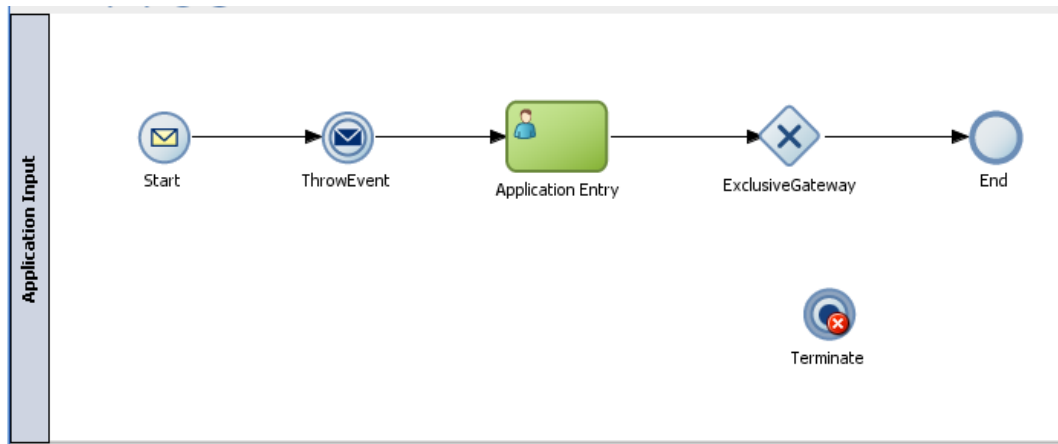 Application Input
Start
ThrowEvent
Application Entry
ExclusiveGateway
End
Terminate